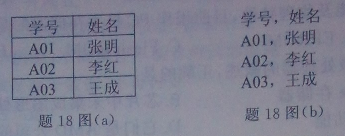 学号 姓名
A01 张明
A02 李红
A03 王成
题 18 图(a)
学号，姓名
A01，张明
A02，李红
A03，王成
题 18 图(b)